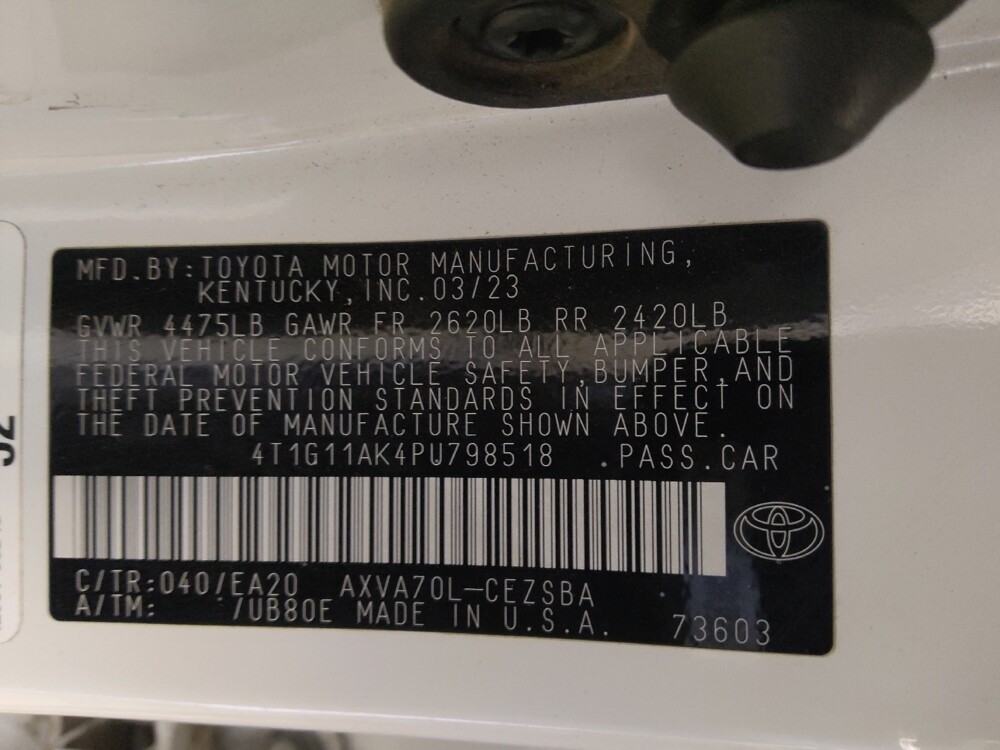 MFD.BY:TOYOTA MOTOR MANUFACTURING,
KENTUCKY,INC.03/23
GVWR 4475LB GAWR FR 2620LB RR 2420LB
THIS VEHICLE CONFORMS TO ALL APPLICABLE
FEDERAL MOTOR VEHICLE SAFETY,BUMPER,AND
THEFT PREVENTION STANDARDS IN EFFECT ON
THE DATE OF MANUFACTURE SHOWN ABOVE.
4T1G11AK4PU798518 .PASS.CAR
C/TR:040/EA20 AXVA70L-CEZSBA
A/TM: /UB80E MADE IN U.S.A. 73603